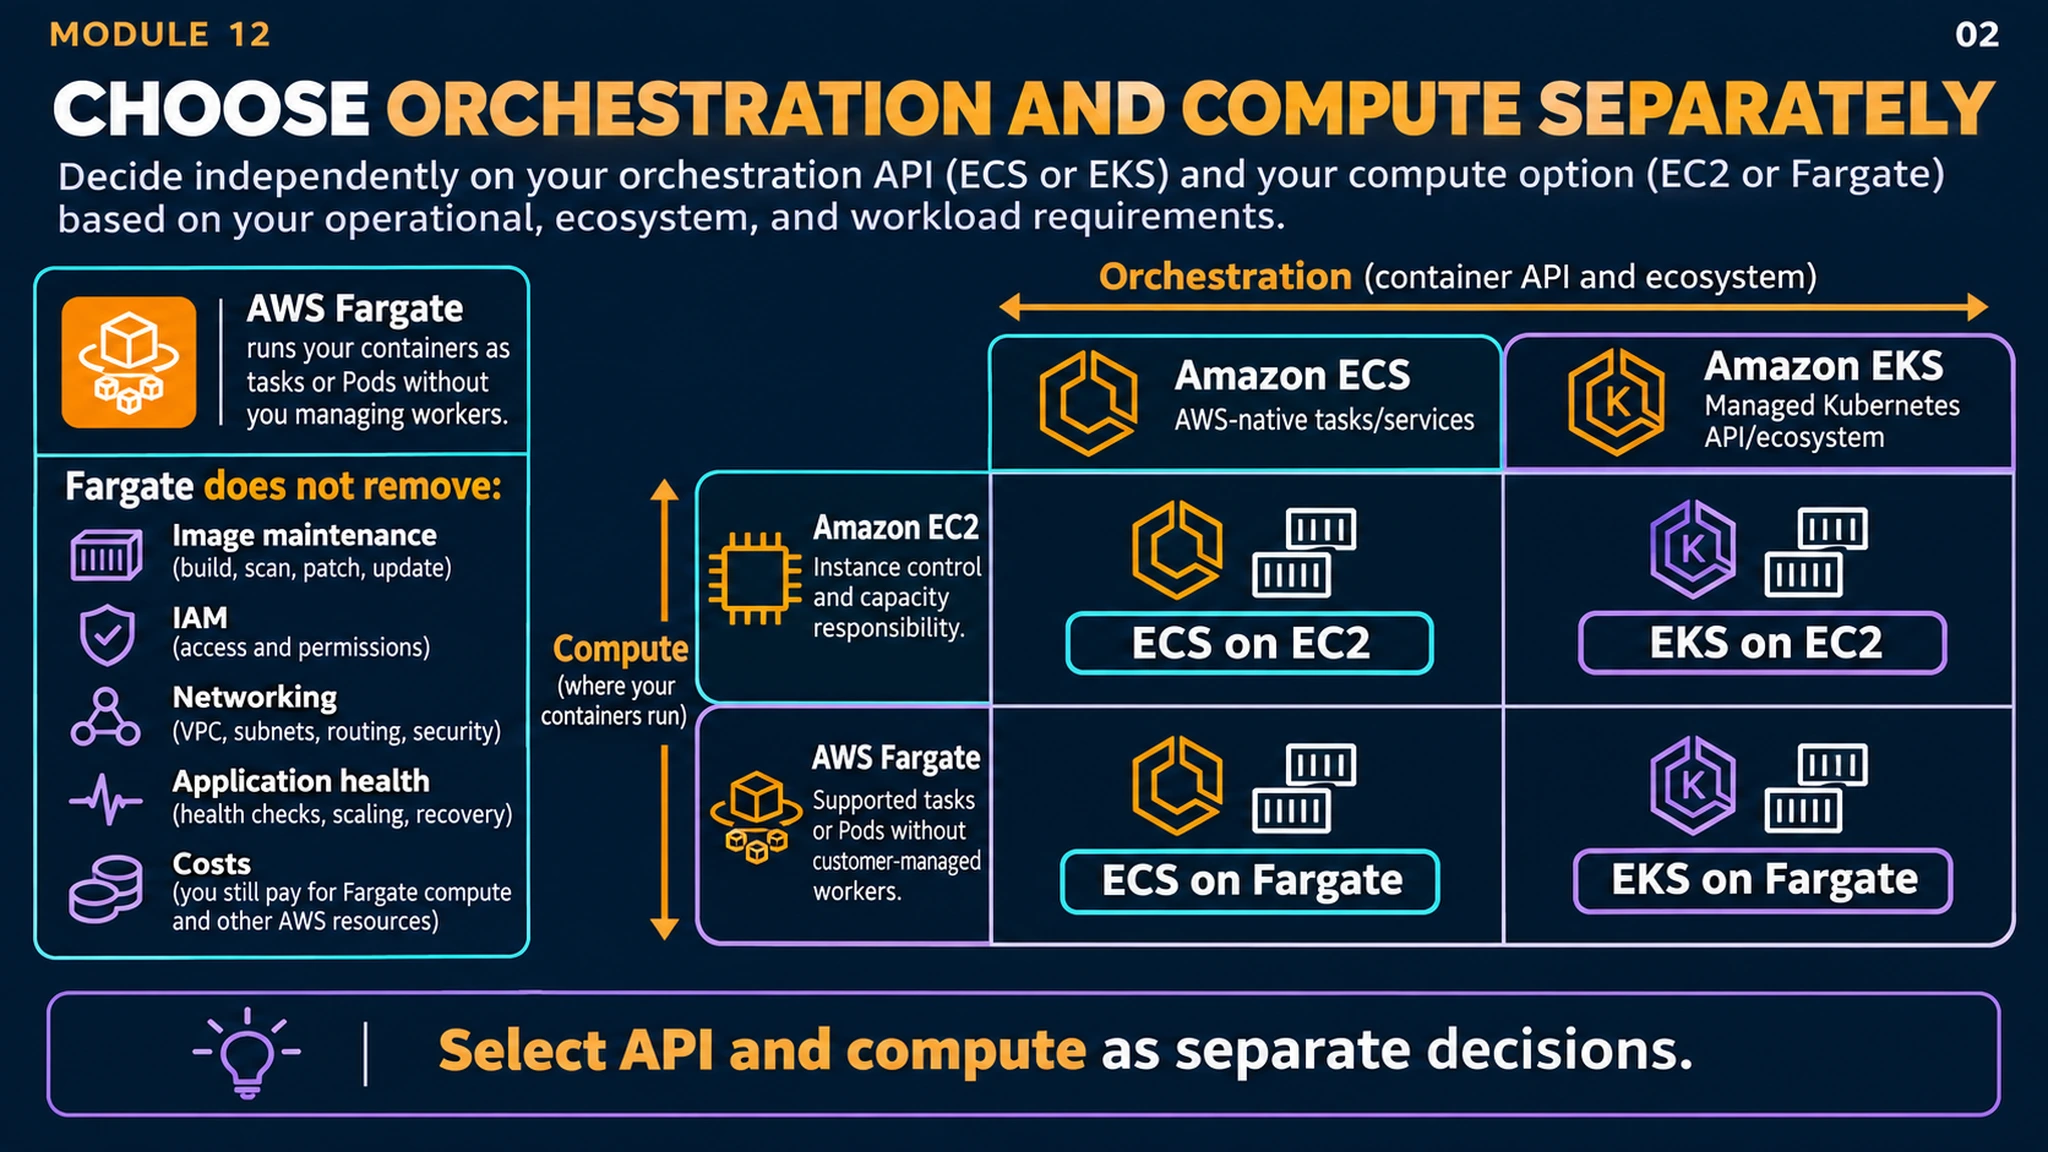 MODULE 12
02
CHOOSE ORCHESTRATION AND COMPUTE SEPARATELY
Decide independently on your orchestration API (ECS or EKS) and your compute option (EC2 or Fargate)
based on your operational, ecosystem, and workload requirements.
AWS Fargate
runs your containers as
tasks or Pods without
you managing workers.
Fargate does not remove:
Image maintenance
(build, scan, patch, update)
IAM
(access and permissions)
Networking
(VPC, subnets, routing, security)
Application health
(health checks, scaling, recovery)
Costs
(you still pay for Fargate compute
and other AWS resources)
Orchestration (container API and ecosystem)
Amazon ECS
AWS-native tasks/services
K
Amazon EKS
Managed Kubernetes
API/ecosystem
Compute
(where your
containers run)
Amazon EC2
Instance control
and capacity
responsibility.
ECS on EC2
K
EKS on EC2
AWS Fargate
Supported tasks
or Pods without
customer-managed
workers.
ECS on Fargate
K
EKS on Fargate
Select API and compute as separate decisions.